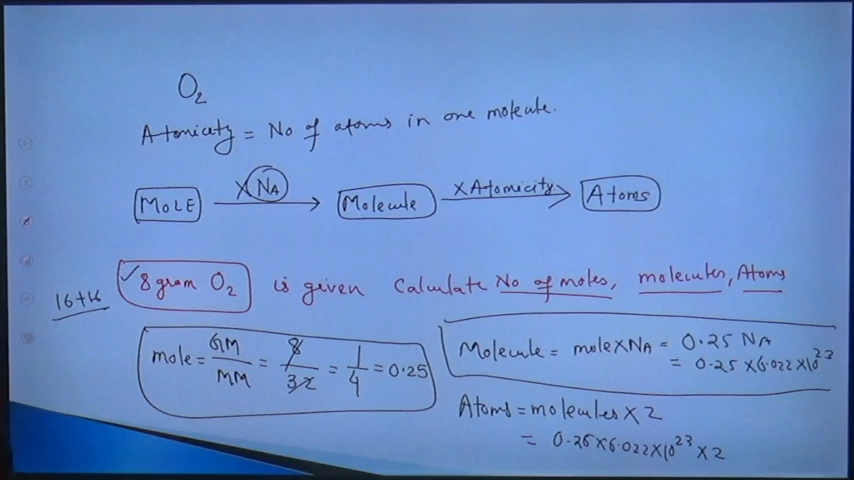 O2
Atomicity = No of atoms in one molecule.
MOLE ×NA → Molecule ×Atomicity → Atoms
✓8 gram O2 is given Calculate No of moles, molecules, Atoms
16+16
mole = GM/MM = 8/32 = 1/4 = 0.25
Molecule = mole×NA = 0.25 NA
= 0.25×6.022×10^23
Atoms = molecules × 2
= 0.25×6.022×10^23 × 2